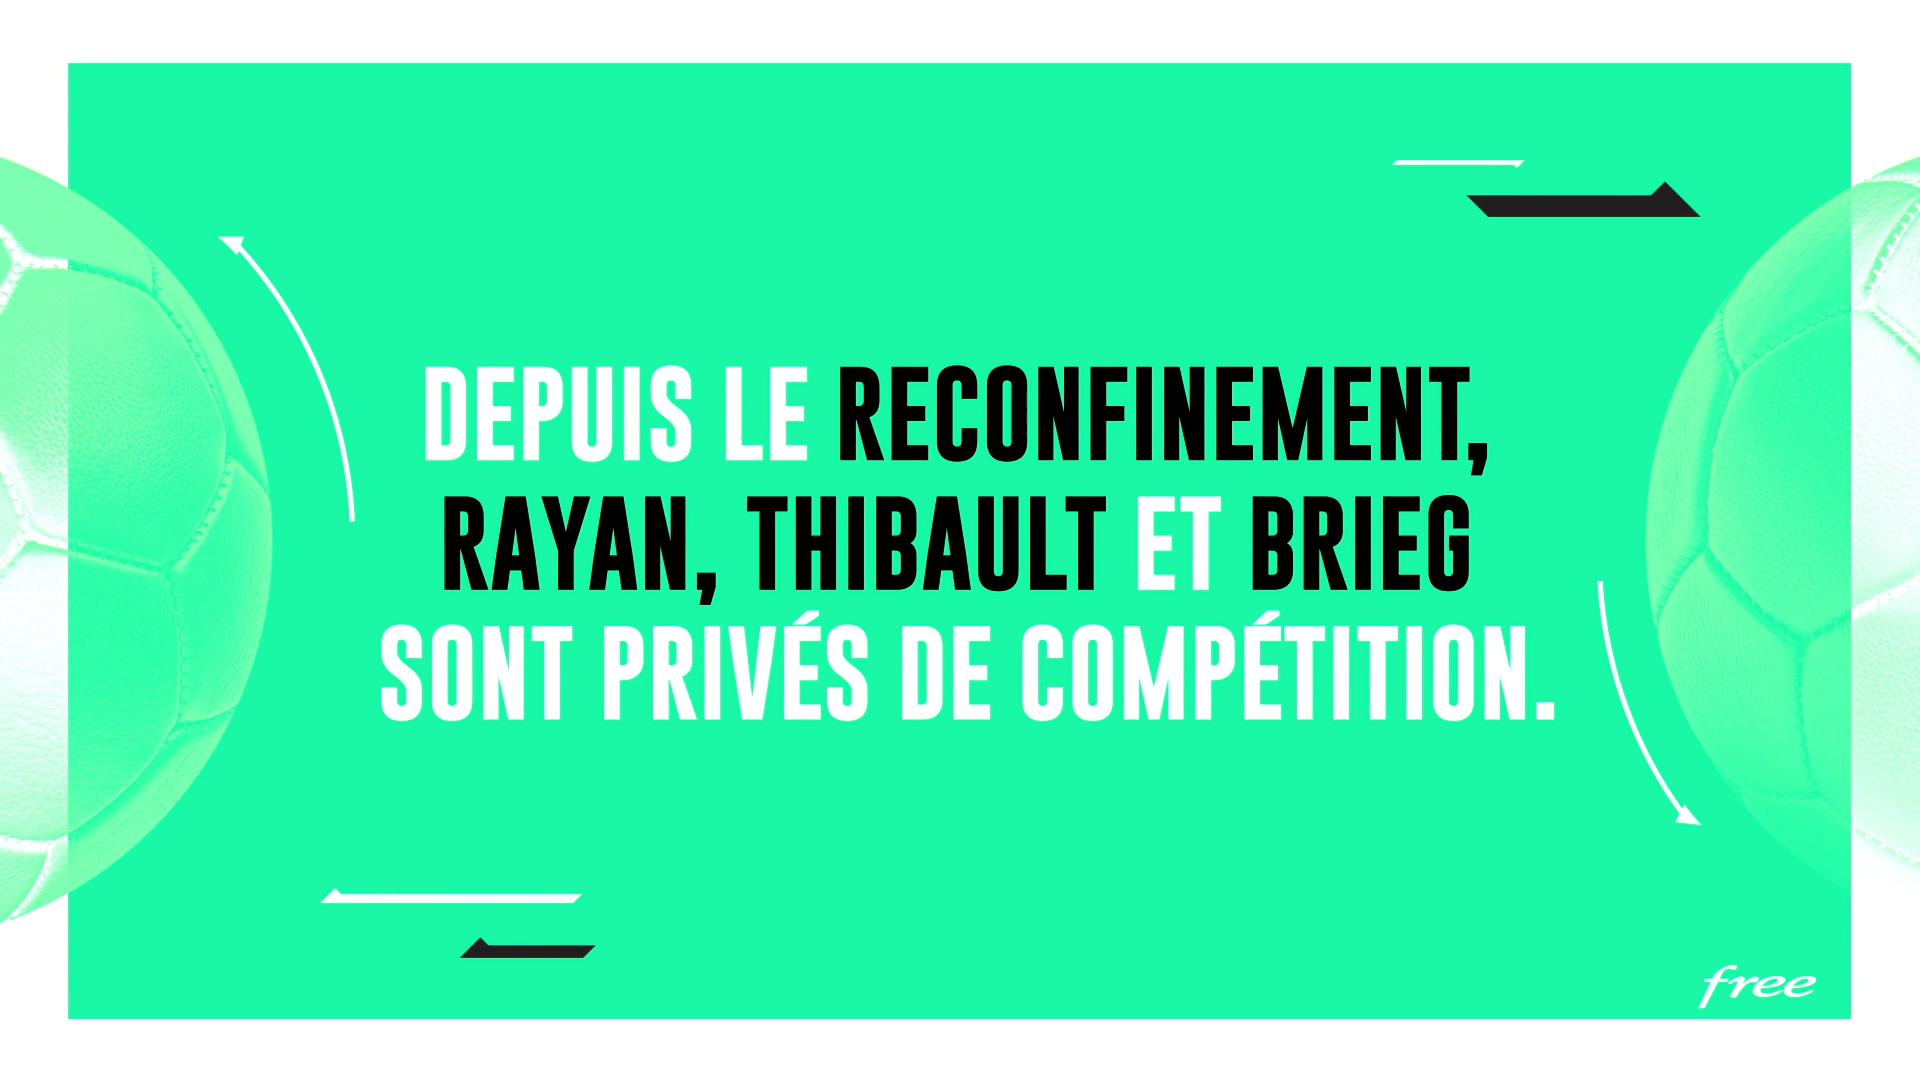 DEPUIS LE RECONFINEMENT,
RAYAN, THIBAULT ET BRIEG
SONT PRIVÉS DE COMPÉTITION.
free